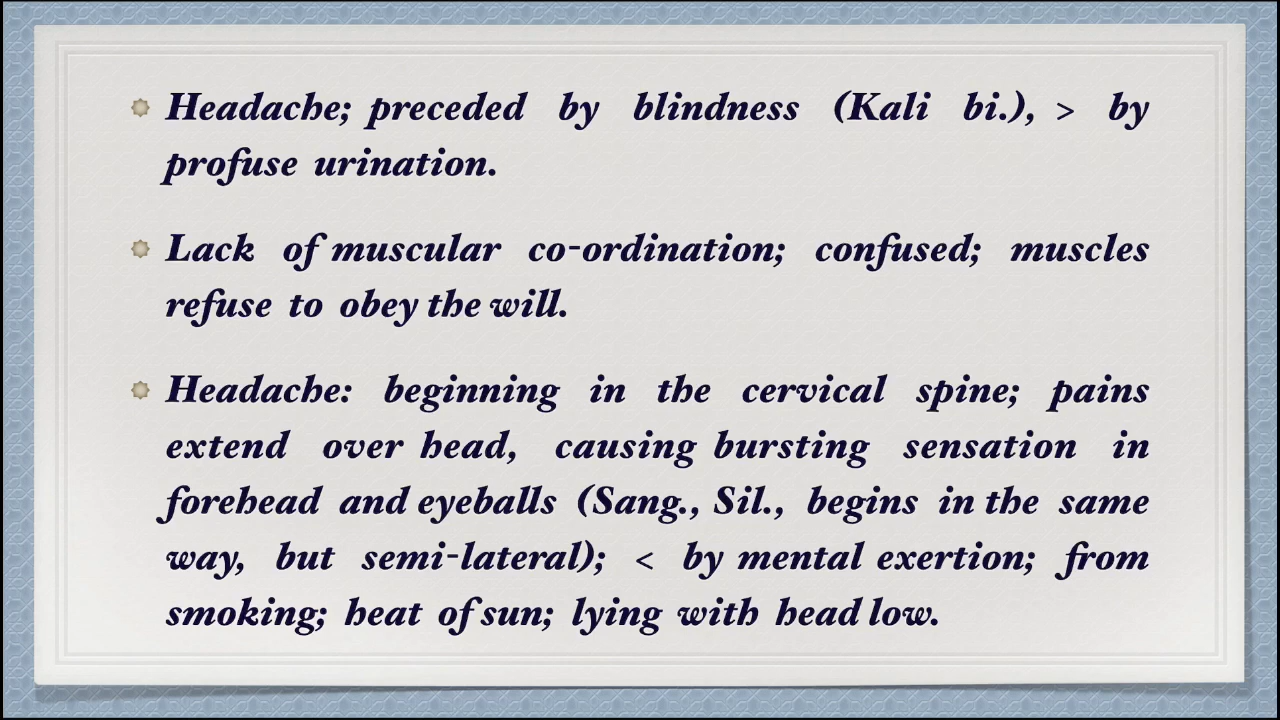 Headache; preceded by blindness (Kali bi.), > by
profuse urination.
Lack of muscular co-ordination; confused; muscles
refuse to obey the will.
Headache: beginning in the cervical spine; pains
extend over head, causing bursting sensation in
forehead and eyeballs (Sang., Sil., begins in the same
way, but semi-lateral); < by mental exertion; from
smoking; heat of sun; lying with head low.